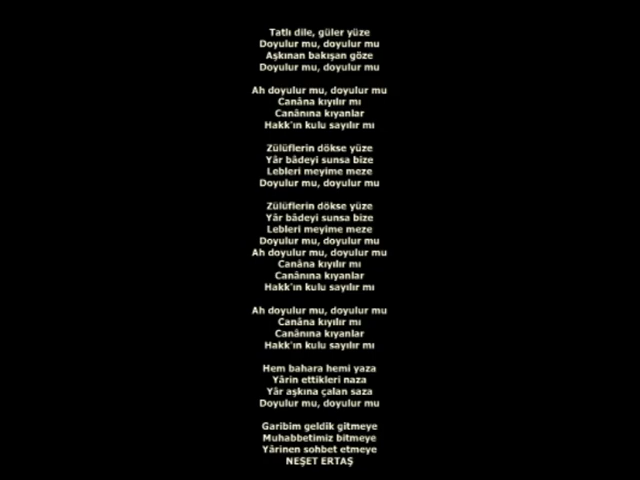 Tatlı dile, güler yüze
Doyulur mu, doyulur mu
Aşkınan bakışan göze
Doyulur mu, doyulur mu
Ah doyulur mu, doyulur mu
Canâna kıyılır mı
Canânına kıyanlar
Hakk'ın kulu sayılır mı
Zülüflerin dökse yüze
Yâr bâdeyi sunsa bize
Lebleri meyime meze
Doyulur mu, doyulur mu
Zülüflerin dökse yüze
Yâr bâdeyi sunsa bize
Lebleri meyime meze
Doyulur mu, doyulur mu
Ah doyulur mu, doyulur mu
Canâna kıyılır mı
Canânına kıyanlar
Hakk'ın kulu sayılır mı
Ah doyulur mu, doyulur mu
Canâna kıyılır mı
Canânına kıyanlar
Hakk'ın kulu sayılır mı
Hem bahara hemi yaza
Yârin ettikleri naza
Yâr aşkına çalan saza
Doyulur mu, doyulur mu
Garibim geldik gitmeye
Muhabbetimiz bitmeye
Yârinen sohbet etmeye
NEŞET ERTAŞ